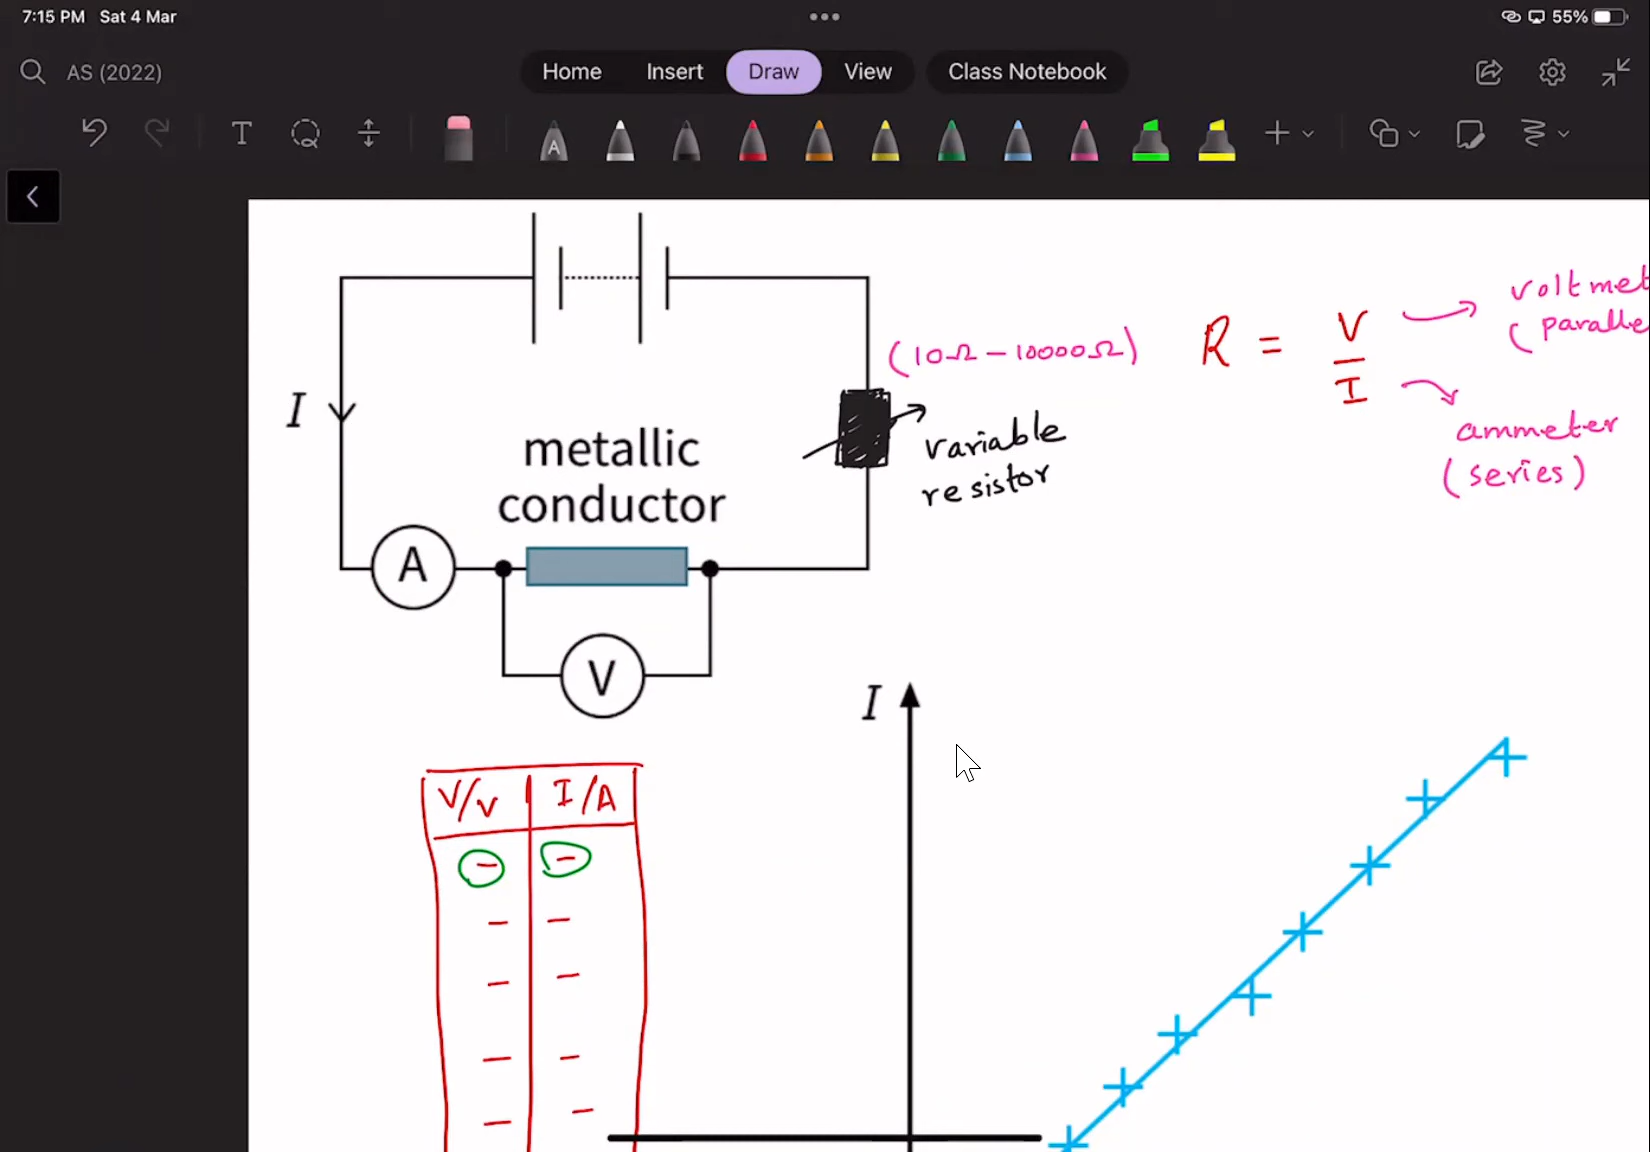 7:15 PM Sat 4 Mar
55%
AS (2022)
Home Insert Draw View Class Notebook
T
A
I
metallic
conductor
A
V
(10Ω – 10000Ω)
variable
resistor
R = V
I
voltmet
(paralle
ammeter
(series)
V/V I/A
– –
– –
– –
– –
– –
I